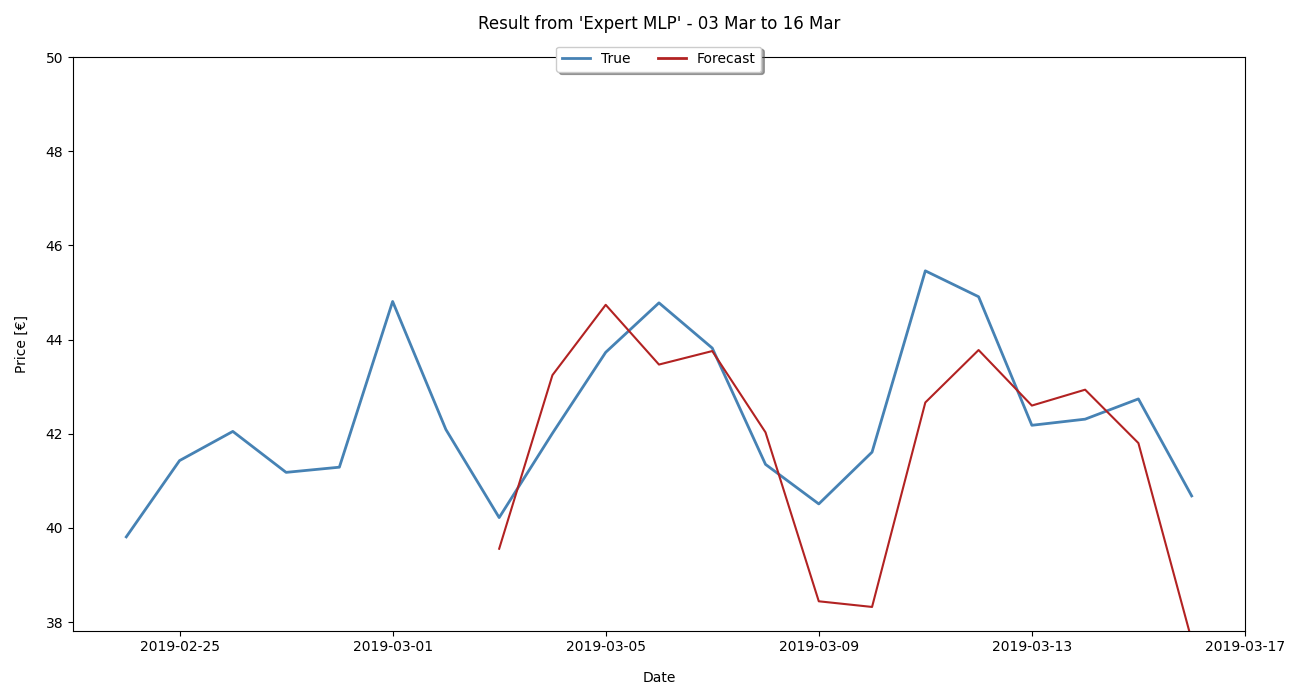 Result from 'Expert MLP' - 03 Mar to 16 Mar
True Forecast
50
48
46
44
42
40
38
Price [€]
2019-02-25 2019-03-01 2019-03-05 2019-03-09 2019-03-13 2019-03-17
Date